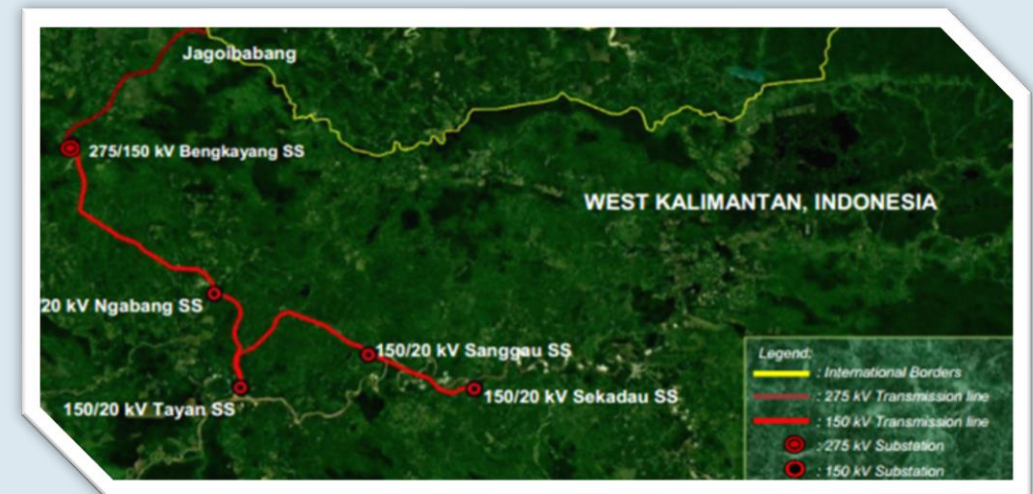 Jagoibabang
275/150 kV Bengkayang SS
WEST KALIMANTAN, INDONESIA
20 kV Ngabang SS
150/20 kV Sanggau SS
150/20 kV Sekadau SS
150/20 kV Tayan SS
Legend:
: International Borders
: 275 kV Transmission line
: 150 kV Transmission line
: 275 kV Substation
: 150 kV Substation